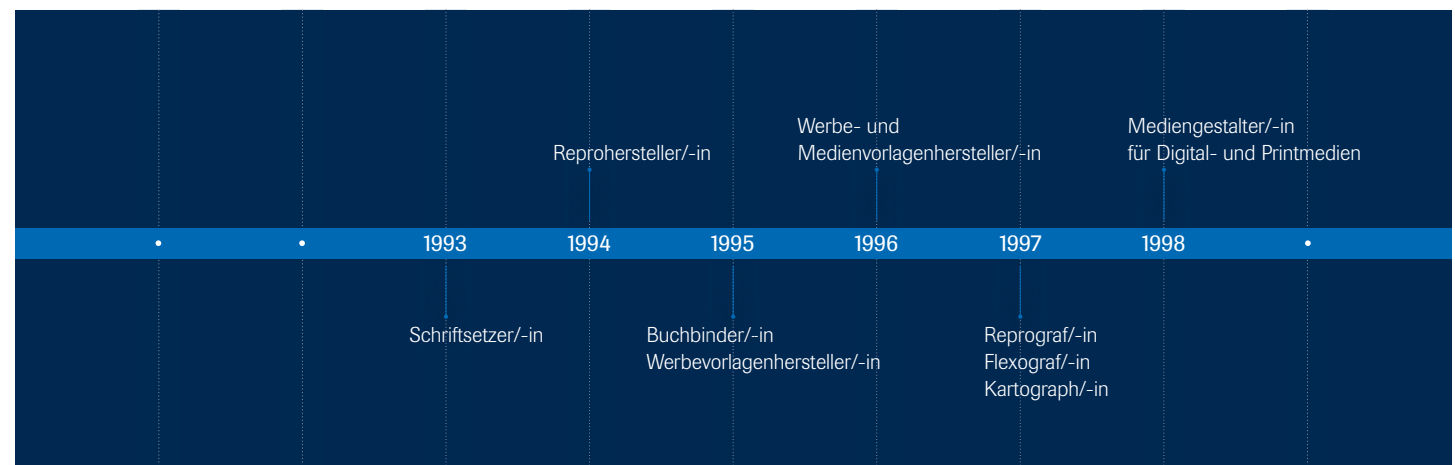 Werbe- und
Medienvorlagenhersteller/-in
Mediengestalter/-in
für Digital- und Printmedien
Reprohersteller/-in
1993 1994 1995 1996 1997 1998
Schriftsetzer/-in
Buchbinder/-in
Werbevorlagenhersteller/-in
Reprograf/-in
Flexograf/-in
Kartograph/-in